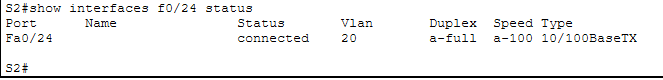 S2#show interfaces f0/24 status
Port Name Status Vlan Duplex Speed Type
Fa0/24 connected 20 a-full a-100 10/100BaseTX
S2#